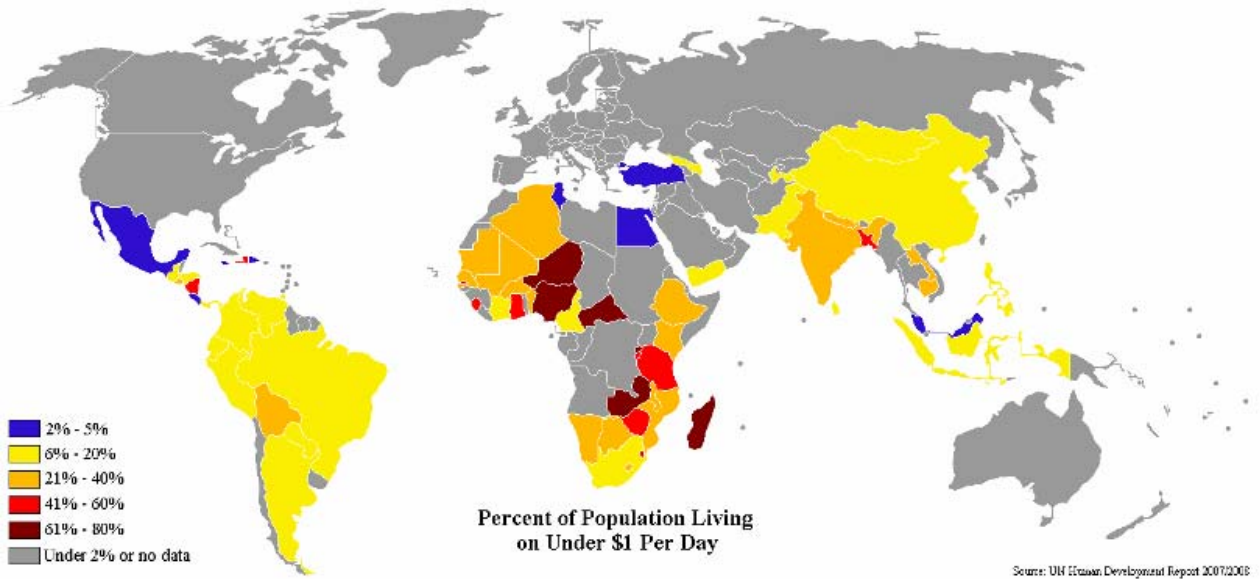 2% - 5%
6% - 20%
21% - 40%
41% - 60%
61% - 80%
Under 2% or no data
Percent of Population Living
on Under $1 Per Day
Source: UN Human Development Report 2007/2008